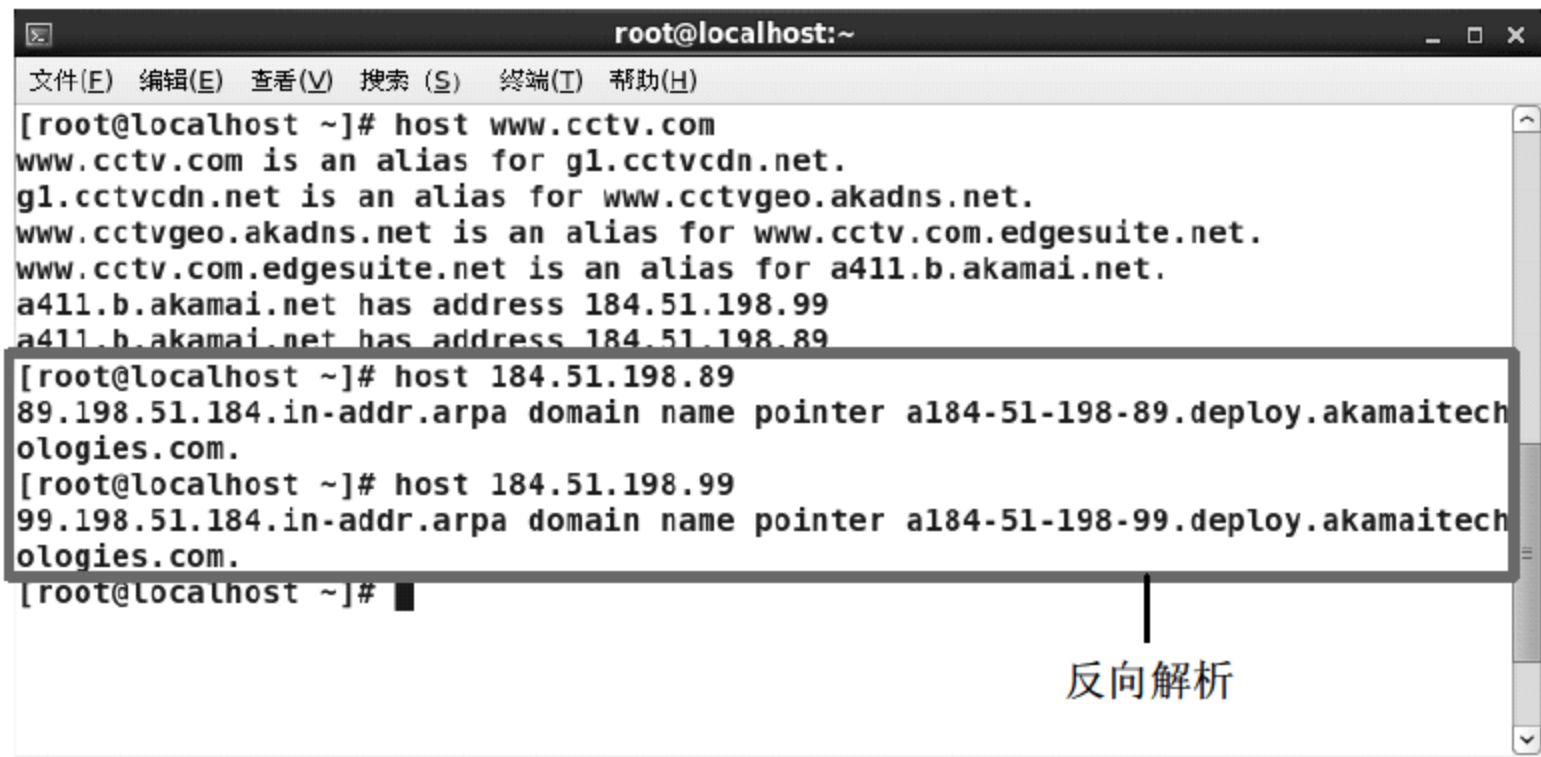 root@localhost:~
文件(F) 编辑(E) 查看(V) 搜索 (S) 终端(T) 帮助(H)
[root@localhost ~]# host www.cctv.com
www.cctv.com is an alias for g1.cctvcdn.net.
g1.cctvcdn.net is an alias for www.cctvgeo.akadns.net.
www.cctvgeo.akadns.net is an alias for www.cctv.com.edgesuite.net.
www.cctv.com.edgesuite.net is an alias for a411.b.akamai.net.
a411.b.akamai.net has address 184.51.198.99
a411.b.akamai.net has address 184.51.198.89
[root@localhost ~]# host 184.51.198.89
89.198.51.184.in-addr.arpa domain name pointer a184-51-198-89.deploy.akamaitech
ologies.com.
[root@localhost ~]# host 184.51.198.99
99.198.51.184.in-addr.arpa domain name pointer a184-51-198-99.deploy.akamaitech
ologies.com.
[root@localhost ~]#
反向解析